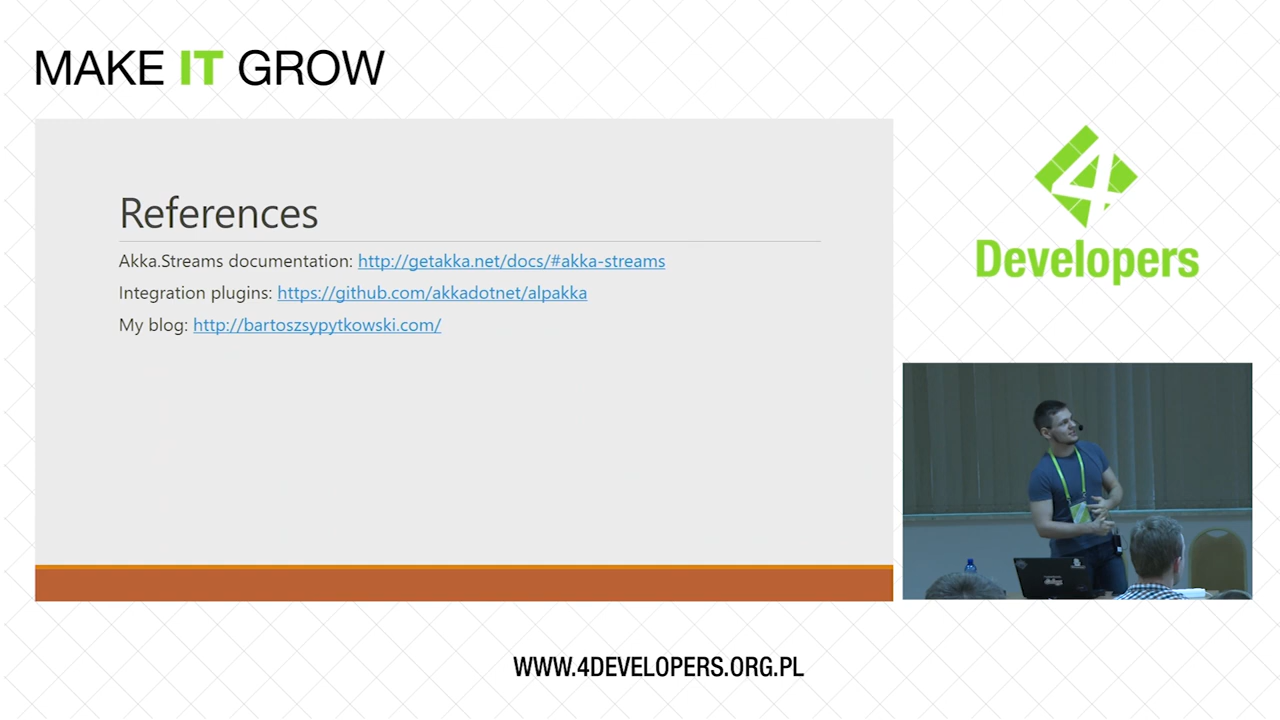 MAKE IT GROW
References
Akka.Streams documentation: http://getakka.net/docs/#akka-streams
Integration plugins: https://github.com/akkadotnet/alpakka
My blog: http://bartoszsypytkowski.com/
4
Developers
WWW.4DEVELOPERS.ORG.PL